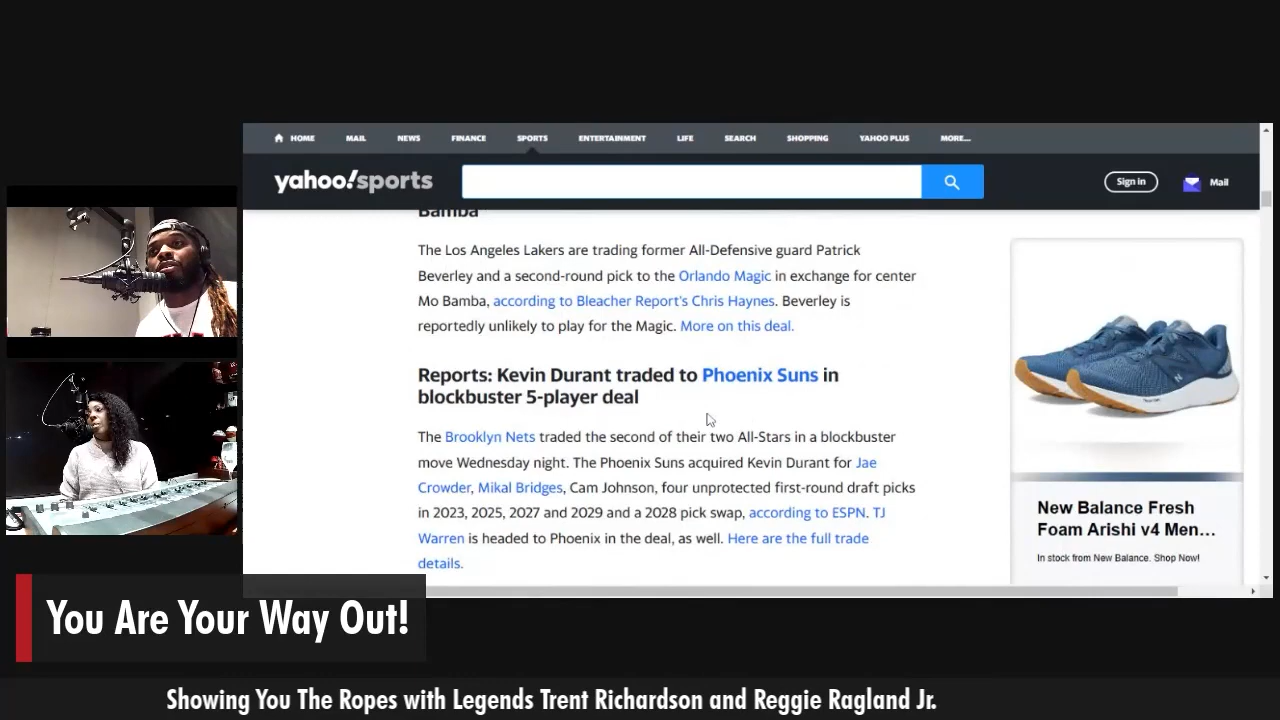 HOME MAIL NEWS FINANCE SPORTS ENTERTAINMENT LIFE SEARCH SHOPPING YAHOO PLUS MORE...
yahoo!sports
Sign in
Mail
Bamba
The Los Angeles Lakers are trading former All-Defensive guard Patrick
Beverley and a second-round pick to the Orlando Magic in exchange for center
Mo Bamba, according to Bleacher Report's Chris Haynes. Beverley is
reportedly unlikely to play for the Magic. More on this deal.
Reports: Kevin Durant traded to Phoenix Suns in
blockbuster 5-player deal
The Brooklyn Nets traded the second of their two All-Stars in a blockbuster
move Wednesday night. The Phoenix Suns acquired Kevin Durant for Jae
Crowder, Mikal Bridges, Cam Johnson, four unprotected first-round draft picks
in 2023, 2025, 2027 and 2029 and a 2028 pick swap, according to ESPN. TJ
Warren is headed to Phoenix in the deal, as well. Here are the full trade
details.
New Balance Fresh
Foam Arishi v4 Men...
In stock from New Balance. Shop Now!
You Are Your Way Out!
Showing You The Ropes with Legends Trent Richardson and Reggie Ragland Jr.